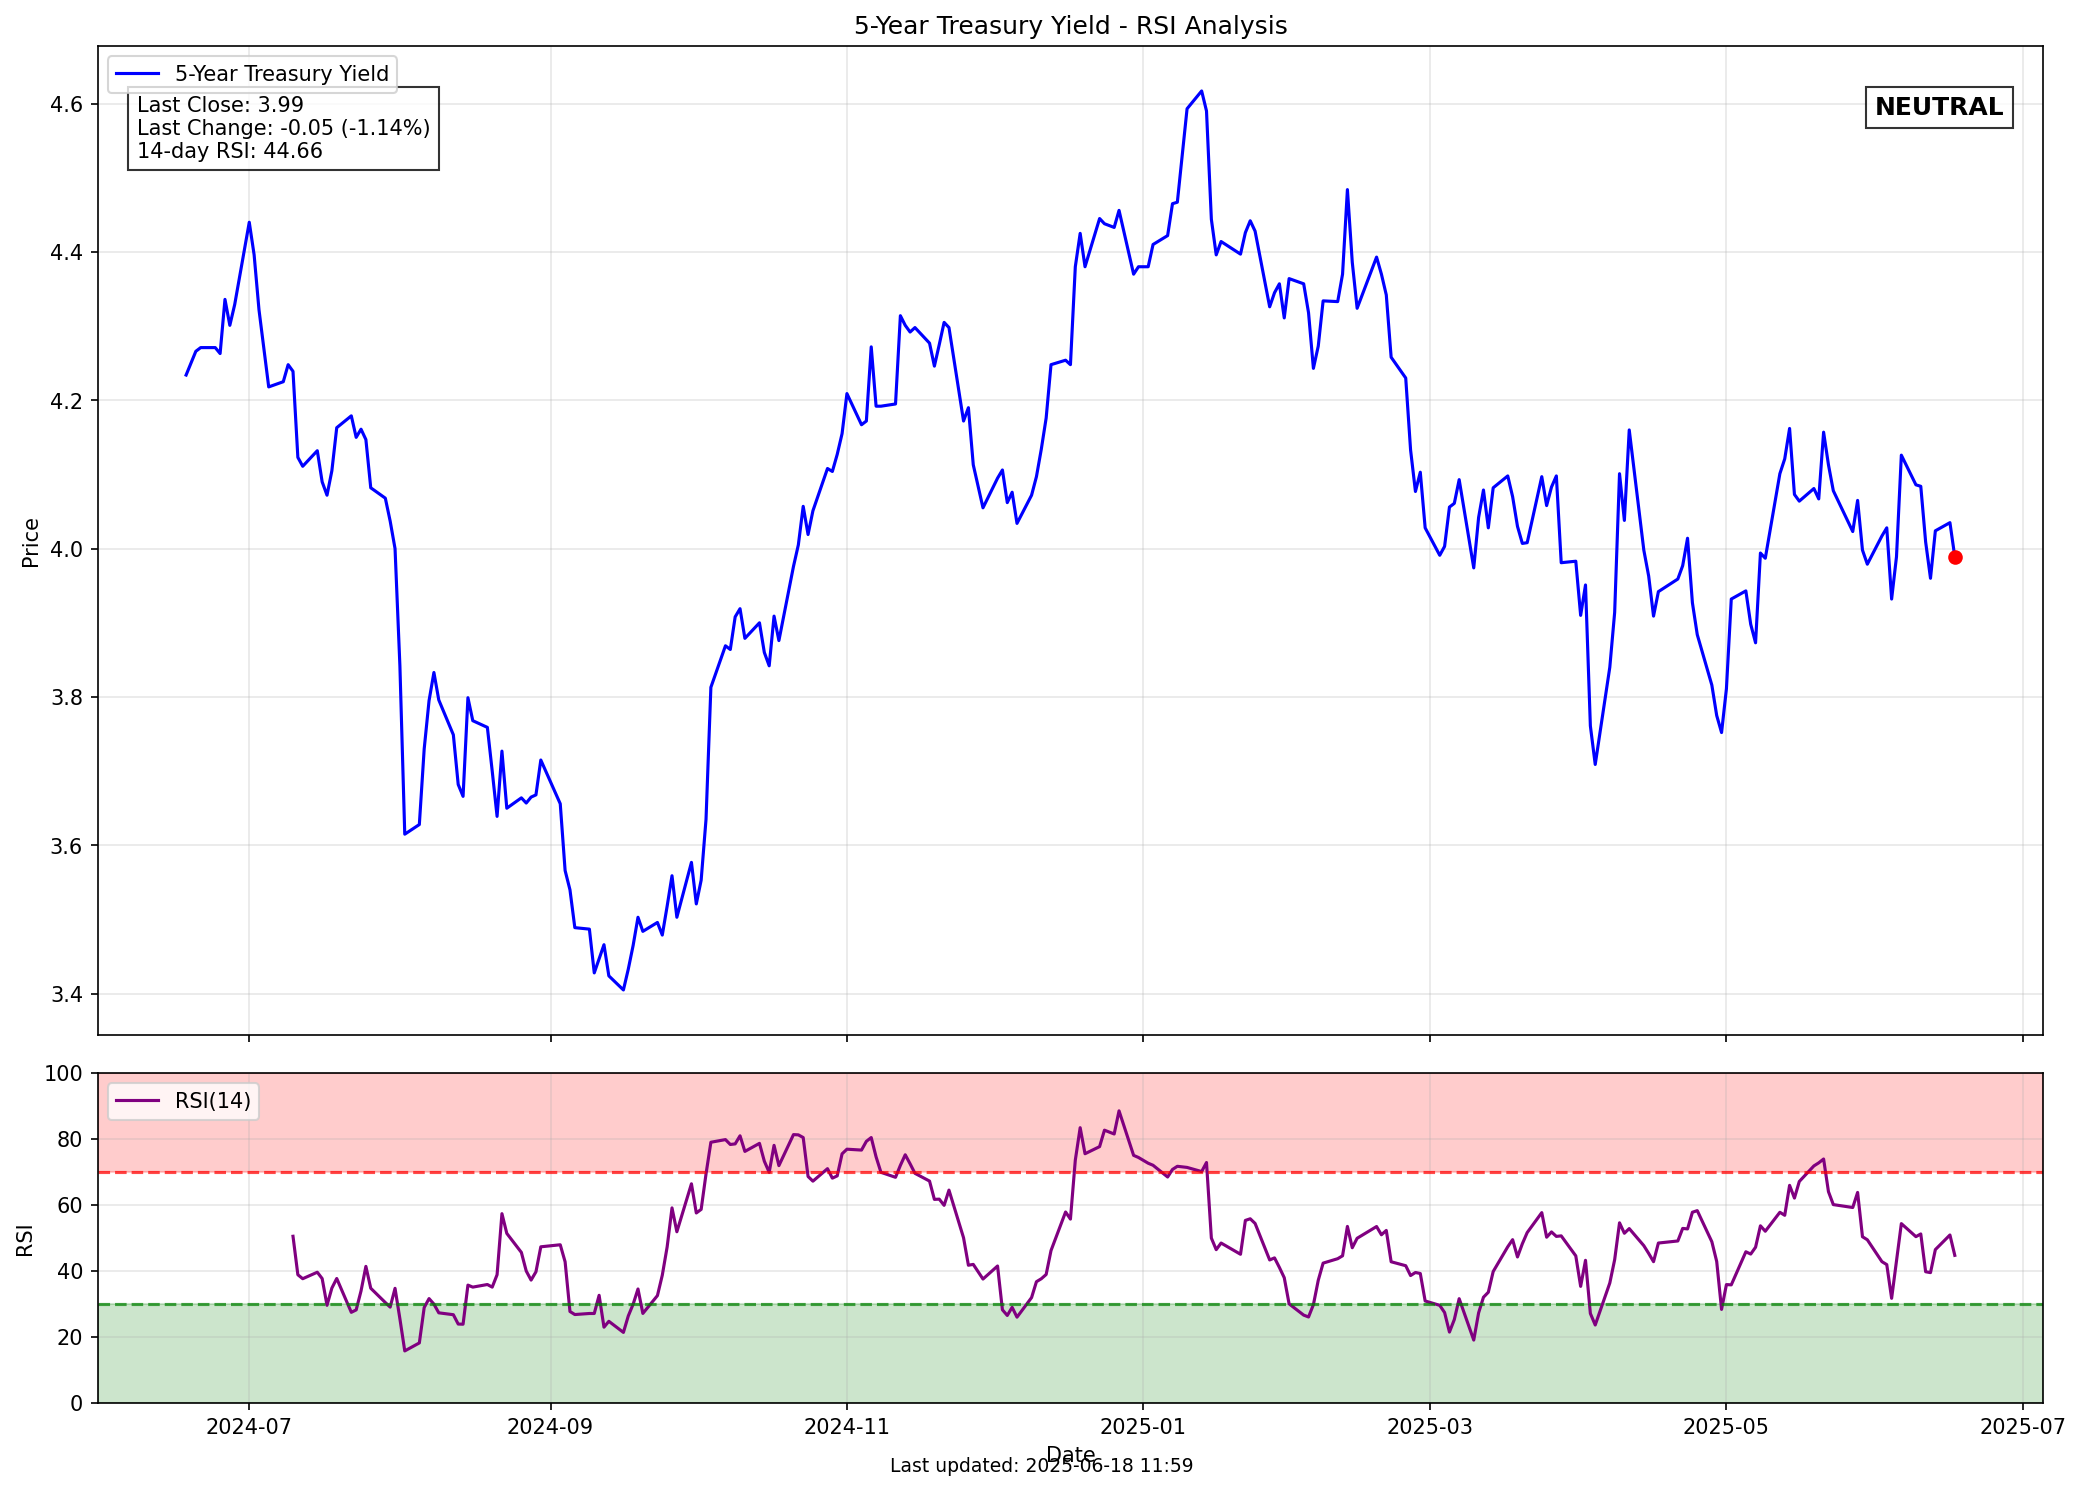 5-Year Treasury Yield - RSI Analysis
5-Year Treasury Yield
Last Close: 3.99
Last Change: -0.05 (-1.14%)
14-day RSI: 44.66
NEUTRAL
Price
4.6
4.4
4.2
4.0
3.8
3.6
3.4
RSI(14)
RSI
100
80
60
40
20
0
2024-07
2024-09
2024-11
2025-01
2025-03
2025-05
2025-07
Date
Last updated: 2025-06-18 11:59